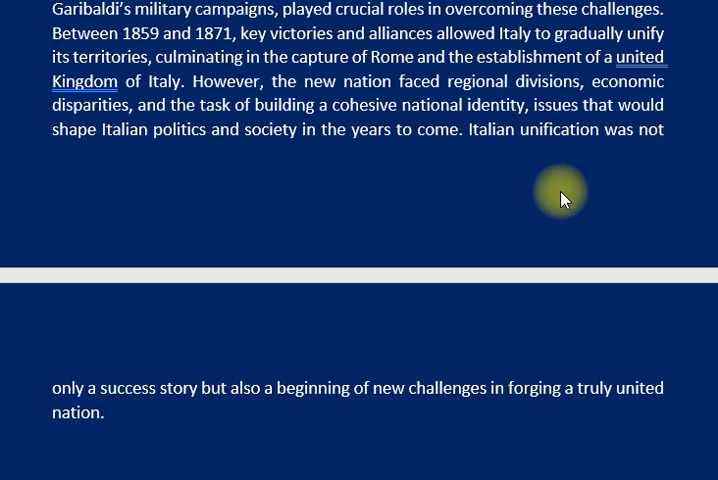 Garibaldi’s military campaigns, played crucial roles in overcoming these challenges.
Between 1859 and 1871, key victories and alliances allowed Italy to gradually unify
its territories, culminating in the capture of Rome and the establishment of a united
Kingdom of Italy. However, the new nation faced regional divisions, economic
disparities, and the task of building a cohesive national identity, issues that would
shape Italian politics and society in the years to come. Italian unification was not
only a success story but also a beginning of new challenges in forging a truly united
nation.